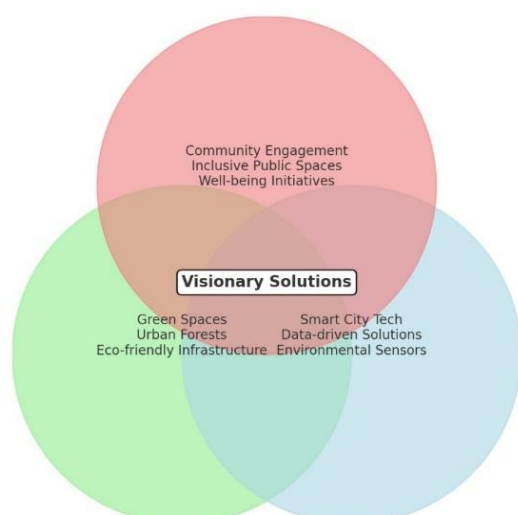 Community Engagement
Inclusive Public Spaces
Well-being Initiatives
Visionary Solutions
Green Spaces
Urban Forests
Eco-friendly Infrastructure
Smart City Tech
Data-driven Solutions
Environmental Sensors